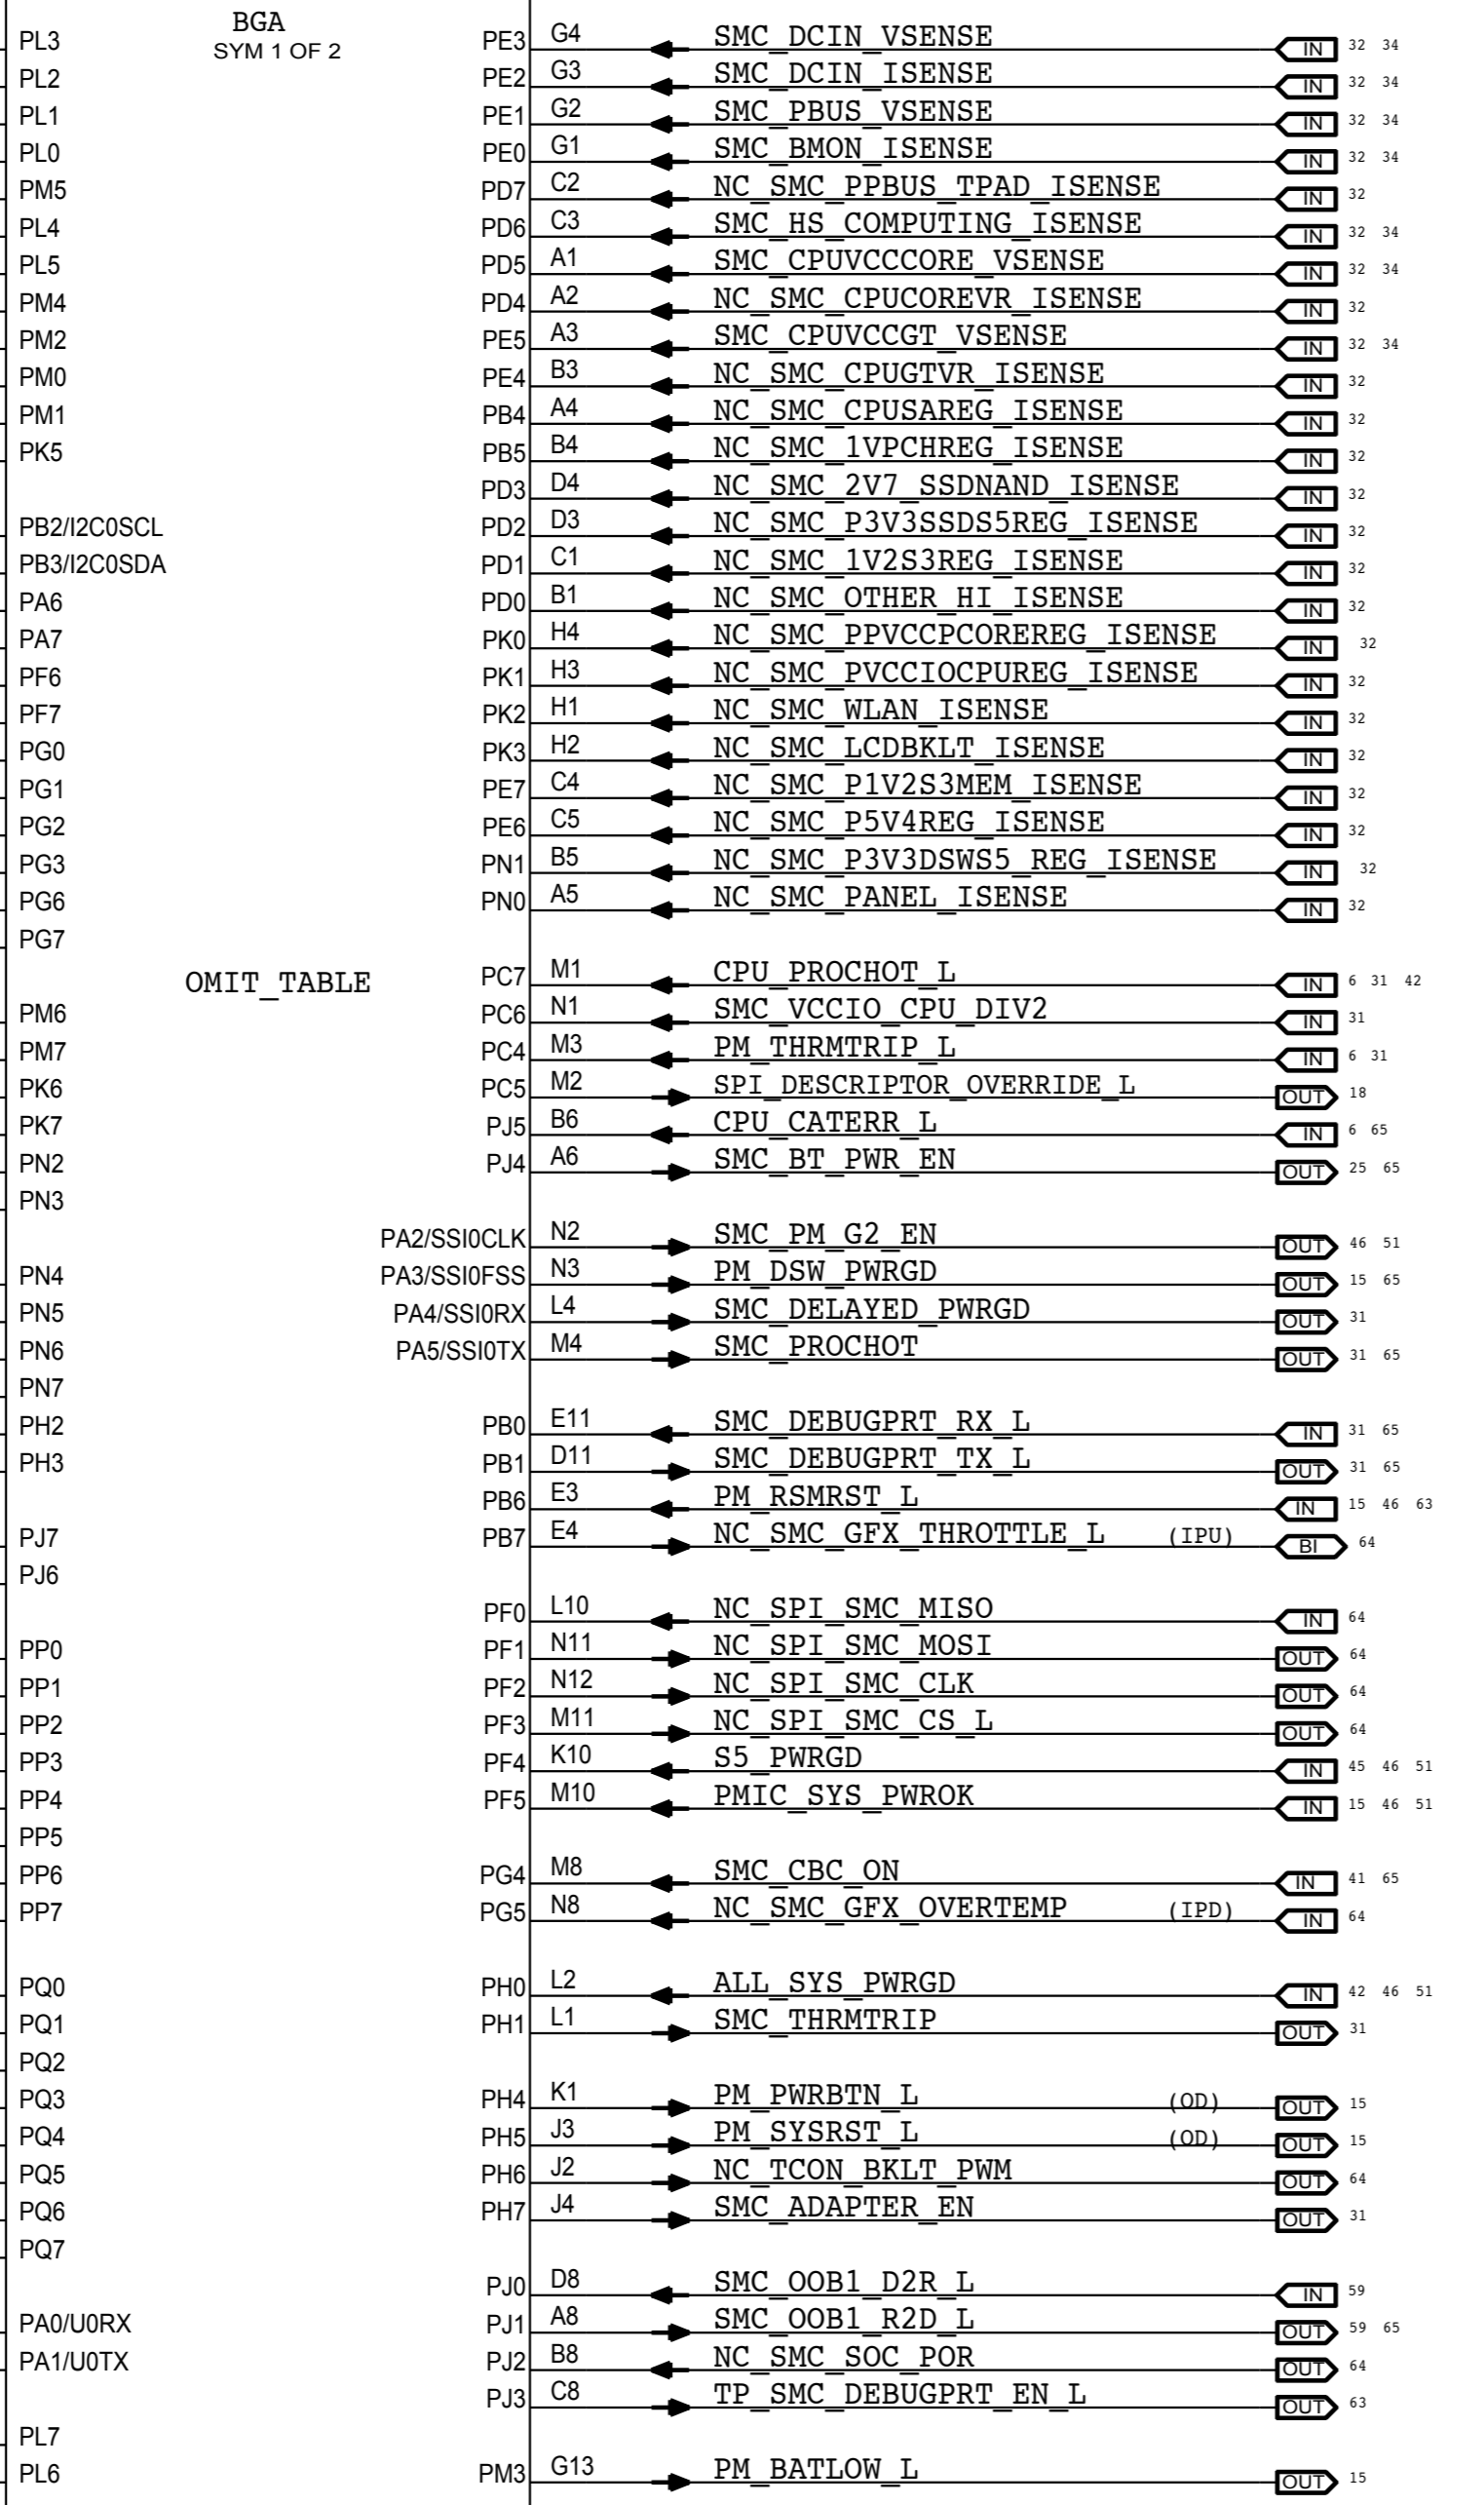 BGA
SYM 1 OF 2
PL3 PE3 G4 SMC_DCIN_VSENSE IN 32 34
PL2 PE2 G3 SMC_DCIN_ISENSE IN 32 34
PL1 PE1 G2 SMC_PBUS_VSENSE IN 32 34
PL0 PE0 G1 SMC_BMON_ISENSE IN 32 34
PM5 PD7 C2 NC_SMC_PPBUS_TPAD_ISENSE IN 32
PL4 PD6 C3 SMC_HS_COMPUTING_ISENSE IN 32 34
PL5 PD5 A1 SMC_CPUVCCCORE_VSENSE IN 32 34
PM4 PD4 A2 NC_SMC_CPUCOREVR_ISENSE IN 32
PM2 PE5 A3 SMC_CPUVCCGT_VSENSE IN 32 34
PM0 PE4 B3 NC_SMC_CPUGTVR_ISENSE IN 32
PM1 PB4 A4 NC_SMC_CPUSAREG_ISENSE IN 32
PK5 PB5 B4 NC_SMC_1VPCHREG_ISENSE IN 32
PD3 D4 NC_SMC_2V7_SSDNAND_ISENSE IN 32
PB2/I2C0SCL PD2 D3 NC_SMC_P3V3SSDS5REG_ISENSE IN 32
PB3/I2C0SDA PD1 C1 NC_SMC_1V2S3REG_ISENSE IN 32
PA6 PD0 B1 NC_SMC_OTHER_HI_ISENSE IN 32
PA7 PK0 H4 NC_SMC_PPVCCPCOREREG_ISENSE IN 32
PF6 PK1 H3 NC_SMC_PVCCIOCPUREG_ISENSE IN 32
PF7 PK2 H1 NC_SMC_WLAN_ISENSE IN 32
PG0 PK3 H2 NC_SMC_LCDBKLT_ISENSE IN 32
PG1 PE7 C4 NC_SMC_P1V2S3MEM_ISENSE IN 32
PG2 PE6 C5 NC_SMC_P5V4REG_ISENSE IN 32
PG3 PN1 B5 NC_SMC_P3V3DSWS5_REG_ISENSE IN 32
PG6 PN0 A5 NC_SMC_PANEL_ISENSE IN 32
PG7
OMIT_TABLE PC7 M1 CPU_PROCHOT_L IN 6 31 42
PM6 PC6 N1 SMC_VCCIO_CPU_DIV2 IN 31
PM7 PC4 M3 PM_THRMTRIP_L IN 6 31
PK6 PC5 M2 SPI_DESCRIPTOR_OVERRIDE_L OUT 18
PK7 PJ5 B6 CPU_CATERR_L IN 6 65
PN2 PJ4 A6 SMC_BT_PWR_EN OUT 25 65
PN3
PA2/SSI0CLK N2 SMC_PM_G2_EN OUT 46 51
PN4 PA3/SSI0FSS N3 PM_DSW_PWRGD OUT 15 65
PN5 PA4/SSI0RX L4 SMC_DELAYED_PWRGD OUT 31
PN6 PA5/SSI0TX M4 SMC_PROCHOT OUT 31 65
PN7
PH2 PB0 E11 SMC_DEBUGPRT_RX_L IN 31 65
PH3 PB1 D11 SMC_DEBUGPRT_TX_L OUT 31 65
PB6 E3 PM_RSMRST_L IN 15 46 63
PJ7 PB7 E4 NC_SMC_GFX_THROTTLE_L (IPU) BI 64
PJ6
PF0 L10 NC_SPI_SMC_MISO IN 64
PP0 PF1 N11 NC_SPI_SMC_MOSI OUT 64
PP1 PF2 N12 NC_SPI_SMC_CLK OUT 64
PP2 PF3 M11 NC_SPI_SMC_CS_L OUT 64
PP3 PF4 K10 S5_PWRGD IN 45 46 51
PP4 PF5 M10 PMIC_SYS_PWROK IN 15 46 51
PP5
PP6 PG4 M8 SMC_CBC_ON IN 41 65
PP7 PG5 N8 NC_SMC_GFX_OVERTEMP (IPD) IN 64
PQ0 PH0 L2 ALL_SYS_PWRGD IN 42 46 51
PQ1 PH1 L1 SMC_THRMTRIP OUT 31
PQ2
PQ3 PH4 K1 PM_PWRBTN_L (OD) OUT 15
PQ4 PH5 J3 PM_SYSRST_L (OD) OUT 15
PQ5 PH6 J2 NC_TCON_BKLT_PWM OUT 64
PQ6 PH7 J4 SMC_ADAPTER_EN OUT 31
PQ7
PJ0 D8 SMC_OOB1_D2R_L IN 59
PA0/U0RX PJ1 A8 SMC_OOB1_R2D_L OUT 59 65
PA1/U0TX PJ2 B8 NC_SMC_SOC_POR OUT 64
PJ3 C8 TP_SMC_DEBUGPRT_EN_L OUT 63
PL7
PL6 PM3 G13 PM_BATLOW_L OUT 15